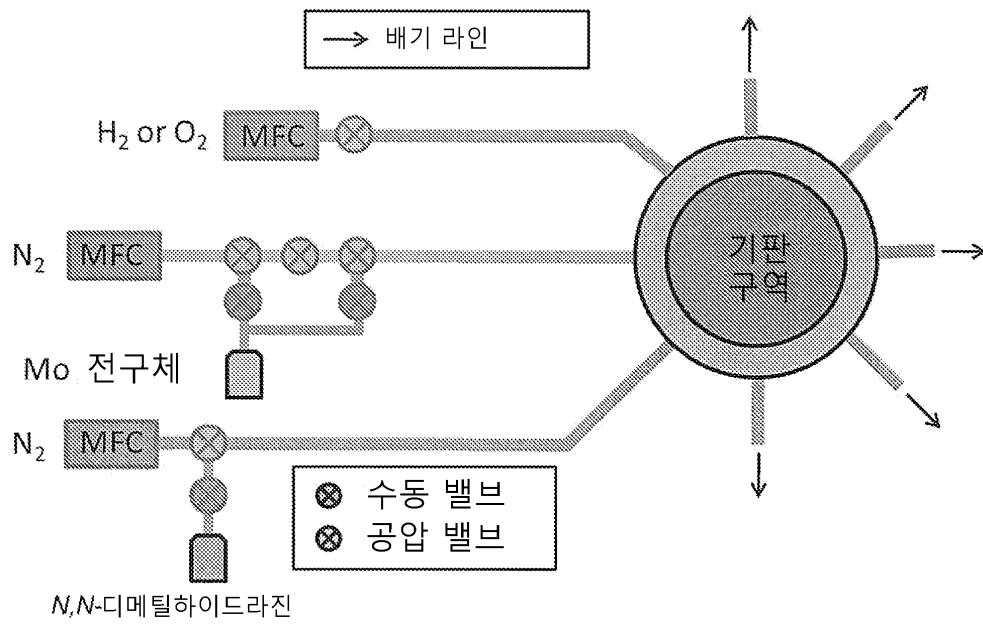 배기 라인
H2 or O2 MFC
N2 MFC
기판
구역
Mo 전구체
N2 MFC
수동 밸브
공압 밸브
N,N-디메틸하이드라진